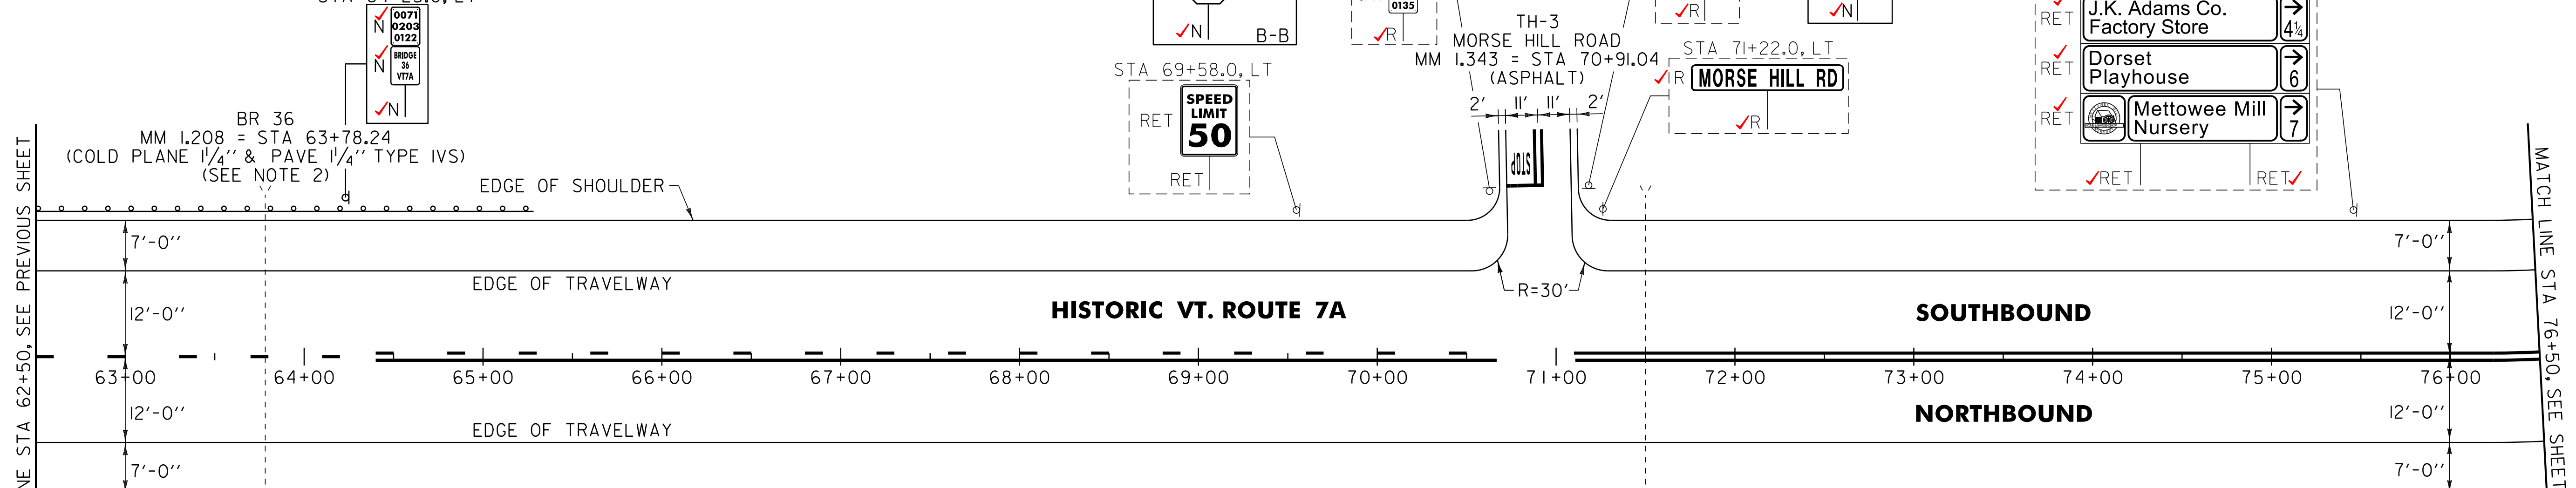 N
0071
0203
0122
N
BRIDGE
36
VT7A
N
BR 36
MM 1.208 = STA 63+78.24
(COLD PLANE 1 1/4" & PAVE 1 1/4" TYPE IVS)
(SEE NOTE 2)
EDGE OF SHOULDER
N
B-B
STA 69+58.0, LT
RET
SPEED
LIMIT
50
RET
0135
R
TH-3
MORSE HILL ROAD
MM 1.343 = STA 70+91.04
(ASPHALT)
2' 11' 11' 2'
STOP
R
N
STA 71+22.0, LT
R
MORSE HILL RD
R
RET
J.K. Adams Co.
Factory Store
→
4 1/4
RET
Dorset
Playhouse
→
6
RET
Mettowee Mill
Nursery
→
7
RET
RET
7'-0"
7'-0"
EDGE OF TRAVELWAY
R=30'
12'-0"
HISTORIC VT. ROUTE 7A
SOUTHBOUND
12'-0"
63+00 64+00 65+00 66+00 67+00 68+00 69+00 70+00 71+00 72+00 73+00 74+00 75+00 76+00
12'-0"
NORTHBOUND
12'-0"
EDGE OF TRAVELWAY
7'-0"
7'-0"
STA 62+50, SEE PREVIOUS SHEET
MATCH LINE STA 76+50, SEE SHEET